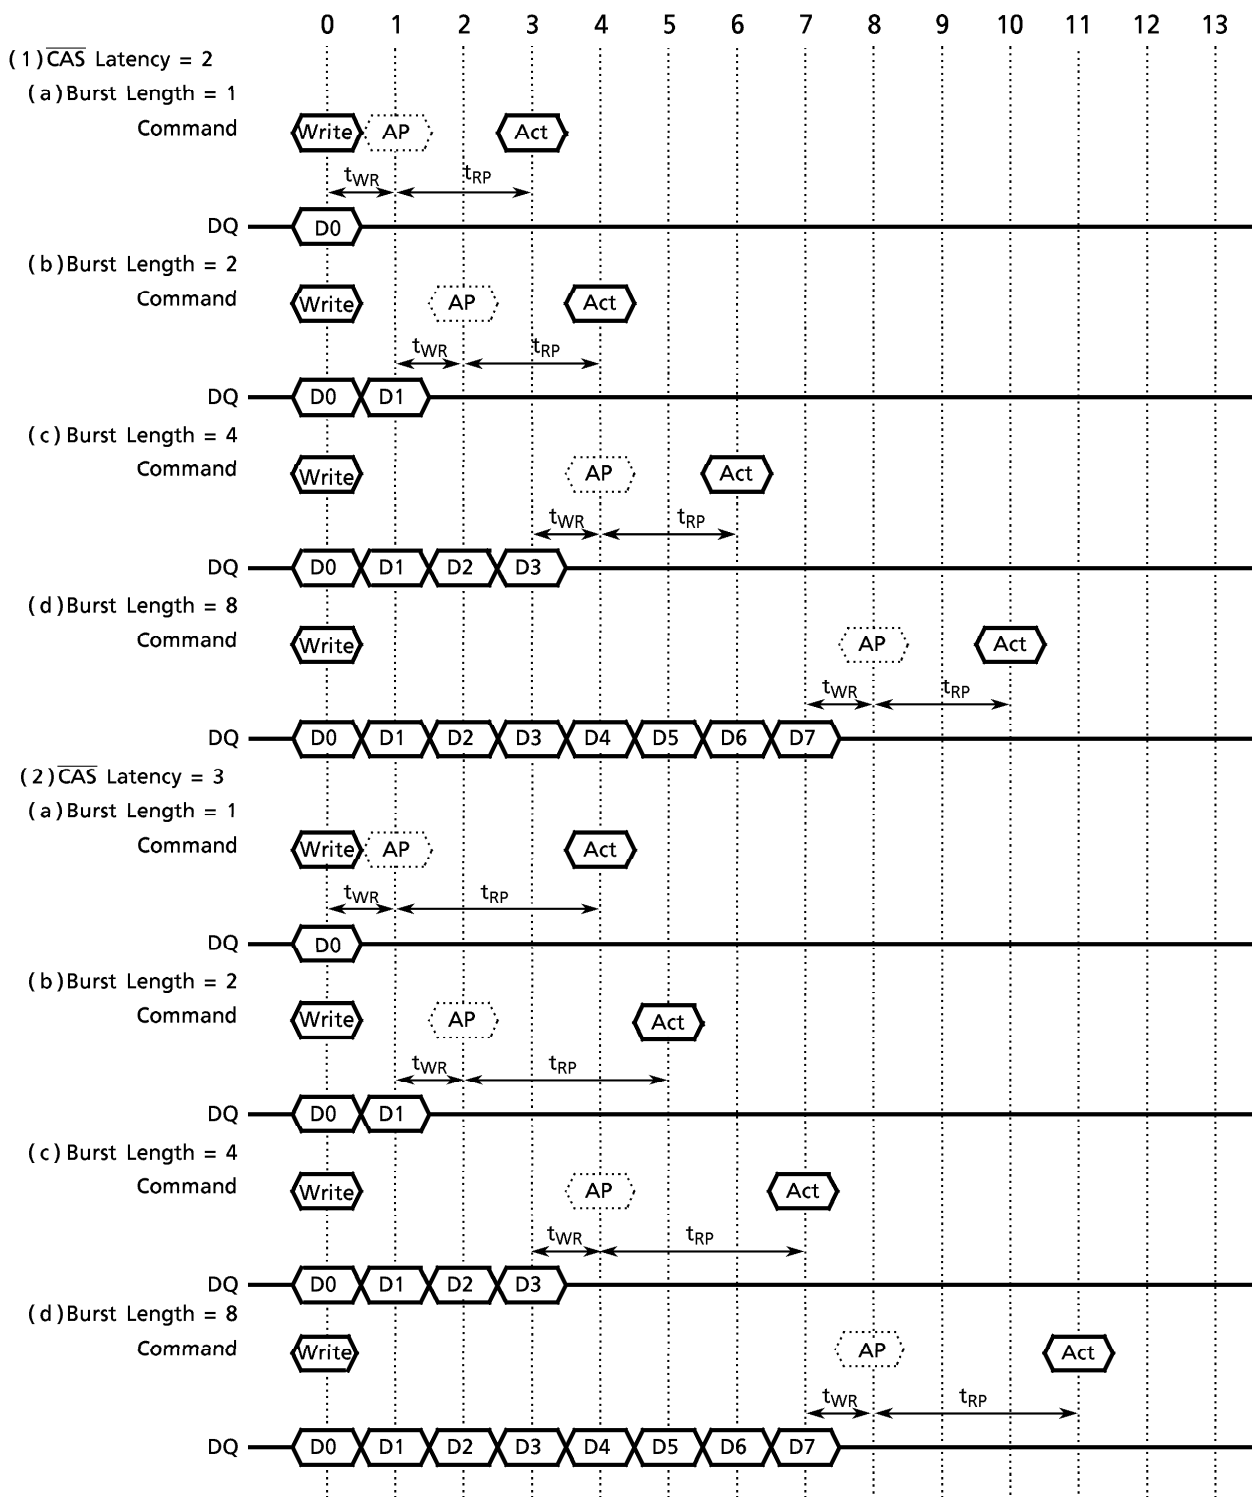 0 1 2 3 4 5 6 7 8 9 10 11 12 13
(1) CAS Latency = 2
(a) Burst Length = 1
Command Write AP Act
tWR tRP
DQ D0
(b) Burst Length = 2
Command Write AP Act
tWR tRP
DQ D0 D1
(c) Burst Length = 4
Command Write AP Act
tWR tRP
DQ D0 D1 D2 D3
(d) Burst Length = 8
Command Write AP Act
tWR tRP
DQ D0 D1 D2 D3 D4 D5 D6 D7
(2) CAS Latency = 3
(a) Burst Length = 1
Command Write AP Act
tWR tRP
DQ D0
(b) Burst Length = 2
Command Write AP Act
tWR tRP
DQ D0 D1
(c) Burst Length = 4
Command Write AP Act
tWR tRP
DQ D0 D1 D2 D3
(d) Burst Length = 8
Command Write AP Act
tWR tRP
DQ D0 D1 D2 D3 D4 D5 D6 D7